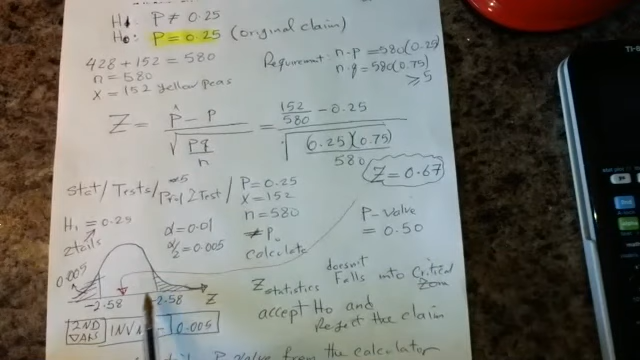 H1: P ≠ 0.25
H0: P = 0.25 (original claim)
428 + 152 = 580
n = 580
x = 152 yellow peas
Requirement: n·p = 580(0.25)
n·q = 580(0.75)
≥ 5
Z = P̂ - P / √(pq/n) = 152/580 - 0.25 / √((0.25)(0.75)/580)
Z = 0.67
Stat/Tests/ 5 Prop Z Test/ P = 0.25
x = 152
n = 580
≠ P0
calculate
P-value
= 0.50
H1 = 0.25
2 tails
α = 0.01
α/2 = 0.005
0.005
-2.58
-2.58
Z
Z statistics doesn't
Falls into Critical
Zone
accept H0 and
Reject the claim
2ND VARS INV N 0.005
P-value from the calculator